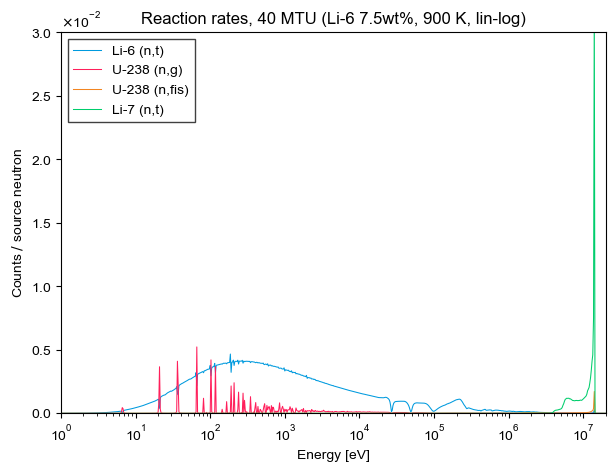 Reaction rates, 40 MTU (Li-6 7.5wt%, 900 K, lin-log)
×10⁻²
3.0
2.5
2.0
1.5
1.0
0.5
0.0
Counts / source neutron
Li-6 (n,t)
U-238 (n,g)
U-238 (n,fis)
Li-7 (n,t)
10⁰ 10¹ 10² 10³ 10⁴ 10⁵ 10⁶ 10⁷
Energy [eV]